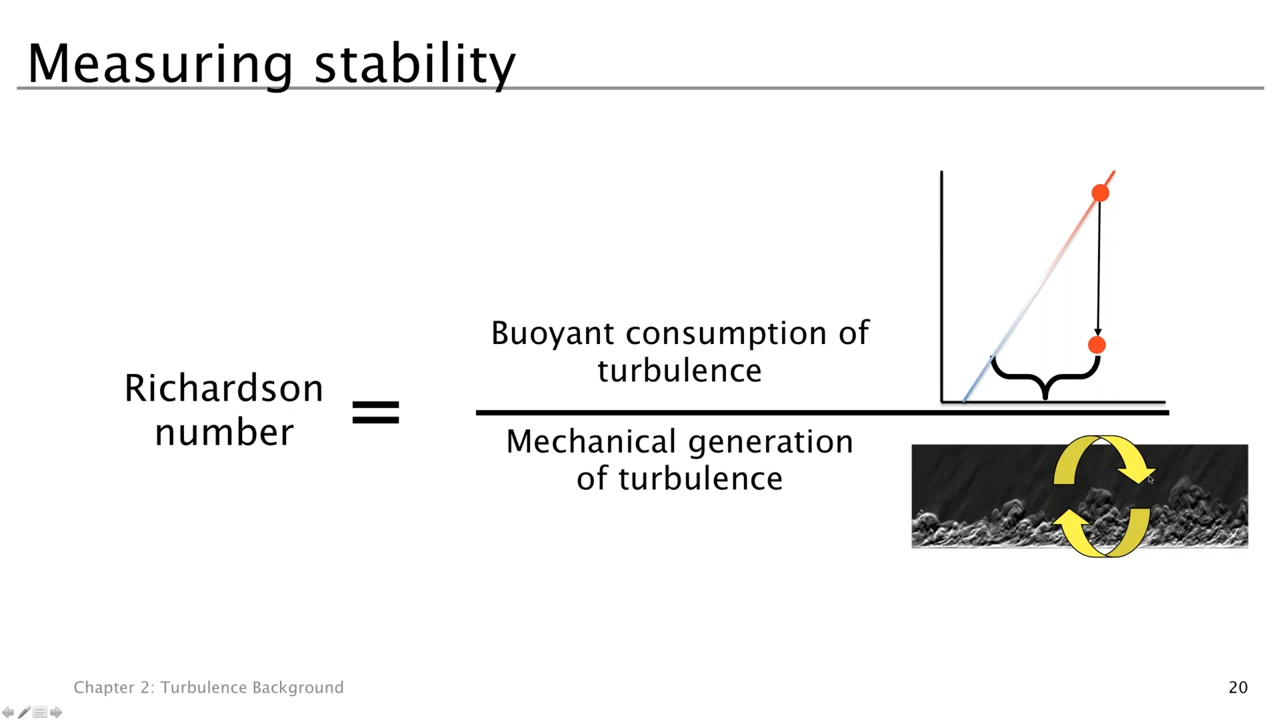 Measuring stability
Richardson
number
=
Buoyant consumption of
turbulence
Mechanical generation
of turbulence
Chapter 2: Turbulence Background
20